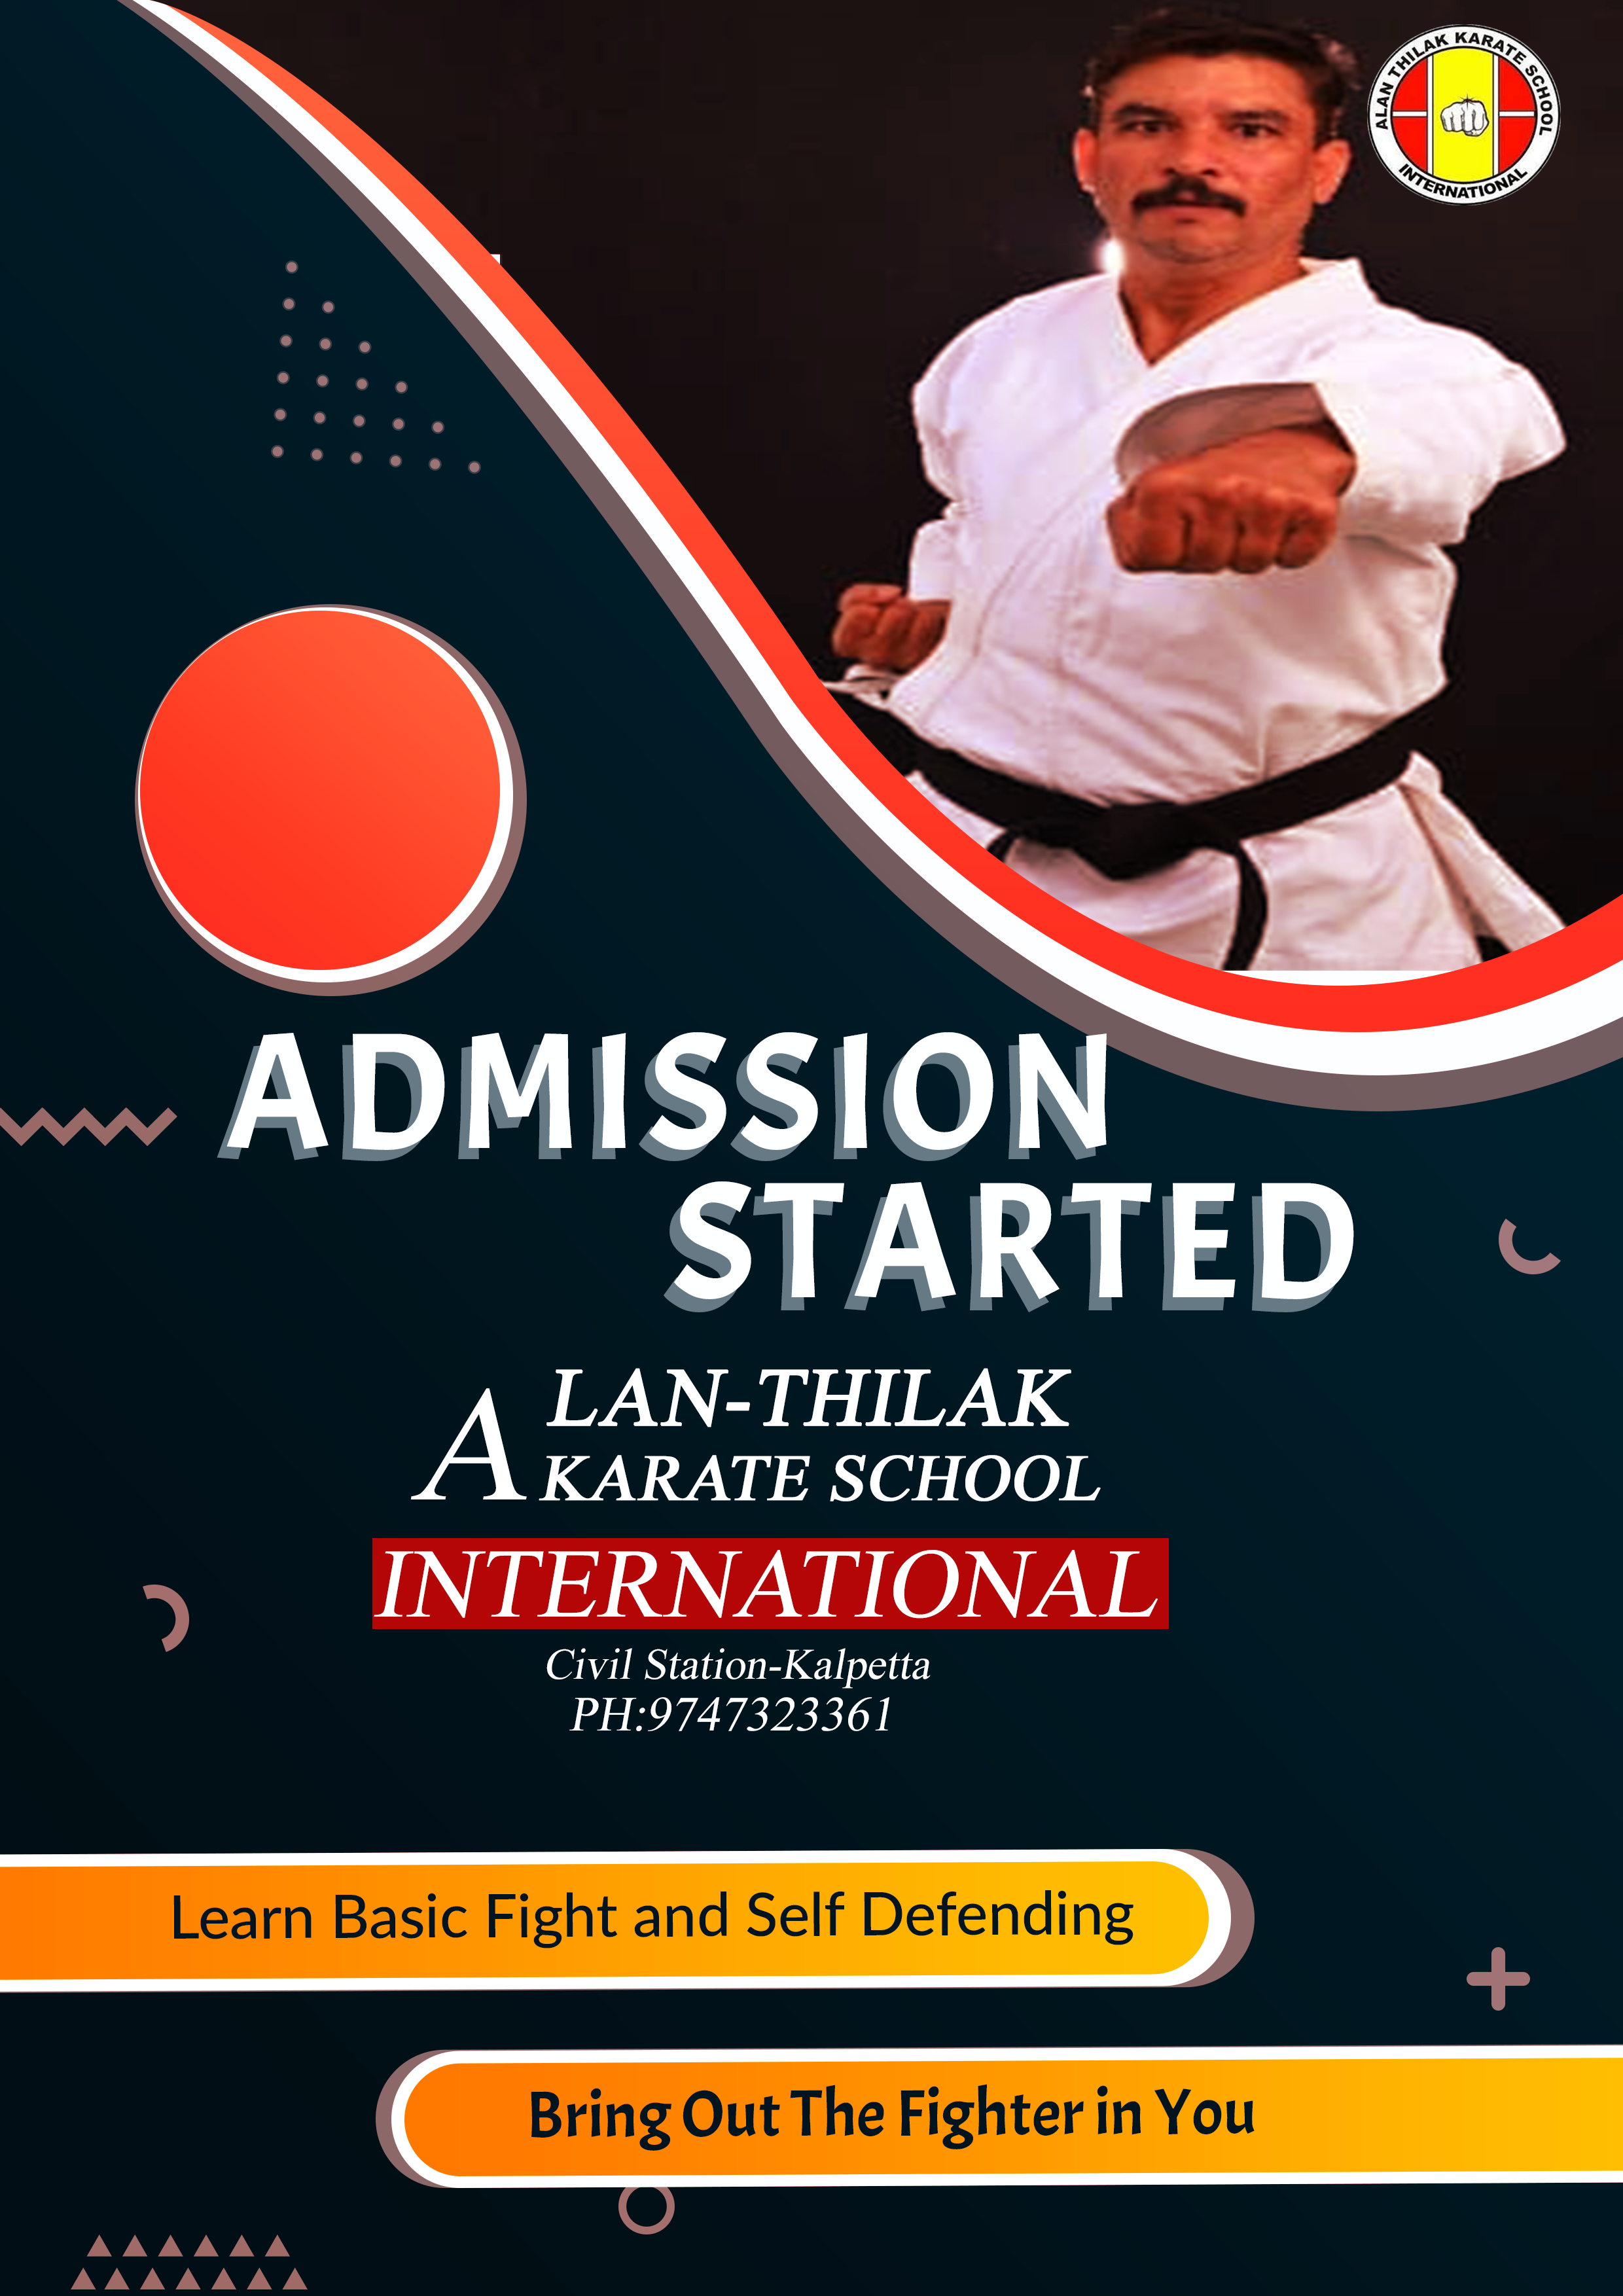 ALAN THILAK KARATE SCHOOL
INTERNATIONAL
ADMISSION
STARTED
ALAN-THILAK
KARATE SCHOOL
INTERNATIONAL
Civil Station-Kalpetta
PH:9747323361
Learn Basic Fight and Self Defending
Bring Out The Fighter in You